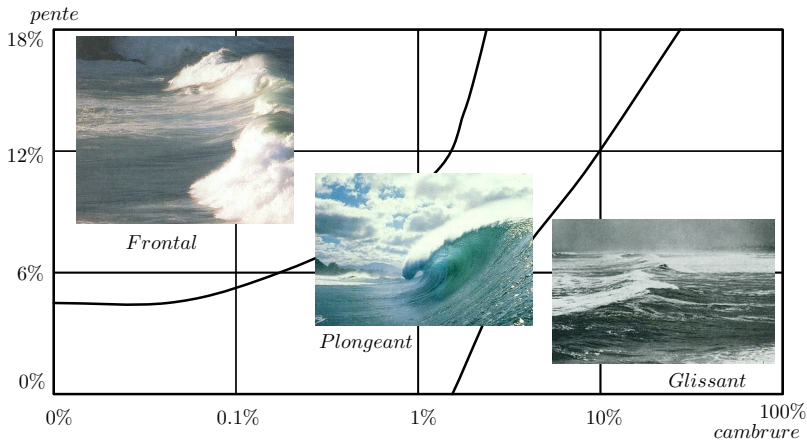 pente
18%
Frontal
12%
6%
Plongeant
0%
Glissant
0% 0.1% 1% 10% 100%
cambrure